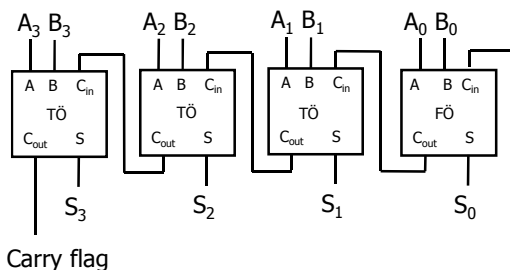 A3 B3 A2 B2 A1 B1 A0 B0
A B Cin A B Cin A B Cin A B Cin
TÖ TÖ TÖ FÖ
Cout S Cout S Cout S Cout S
S3 S2 S1 S0
Carry flag